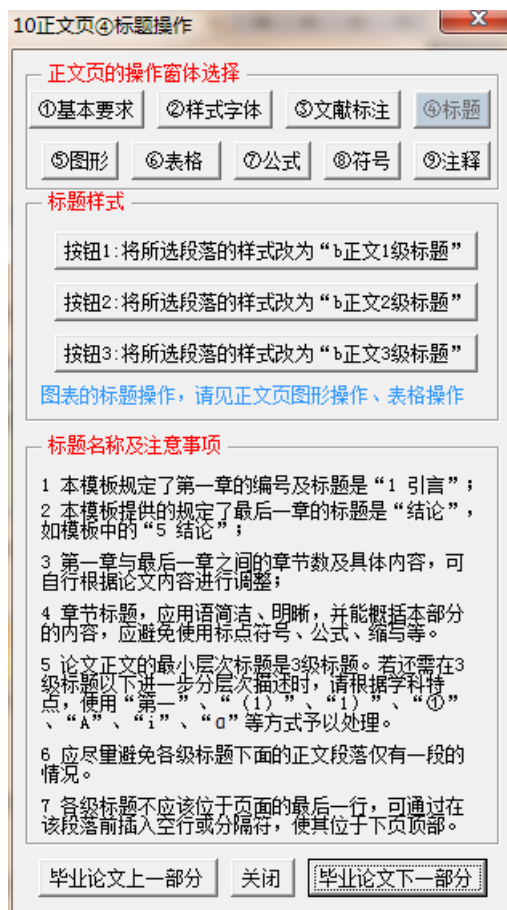 10正文页④标题操作
x
正文页的操作窗体选择
①基本要求 ②样式字体 ③文献标注 ④标题
⑤图形 ⑥表格 ⑦公式 ⑧符号 ⑨注释
标题样式
按钮1:将所选段落的样式改为“b正文1级标题”
按钮2:将所选段落的样式改为“b正文2级标题”
按钮3:将所选段落的样式改为“b正文3级标题”
图表的标题操作，请见正文页图形操作、表格操作
标题名称及注意事项
1 本模板规定了第一章的编号及标题是“1 引言”；
2 本模板提供的规定了最后一章的标题是“结论”，
如模板中的“5 结论”；
3 第一章与最后一章之间的章节数及具体内容，可
自行根据论文内容进行调整；
4 章节标题，应用语简洁、明晰，并能概括本部分
的内容，应避免使用标点符号、公式、缩写等。
5 论文正文的最小层次标题是3级标题。若还需在3
级标题以下进一步分层次描述时，请根据学科特
点，使用“第一”、“（1）”、“1）”、“①”
、“A”、“i”、“α”等方式予以处理。
6 应尽量避免各级标题下面的正文段落仅有一段的
情况。
7 各级标题不应该位于页面的最后一行，可通过在
该段落前插入空行或分隔符，使其位于下页顶部。
毕业论文上一部分 关闭 毕业论文下一部分